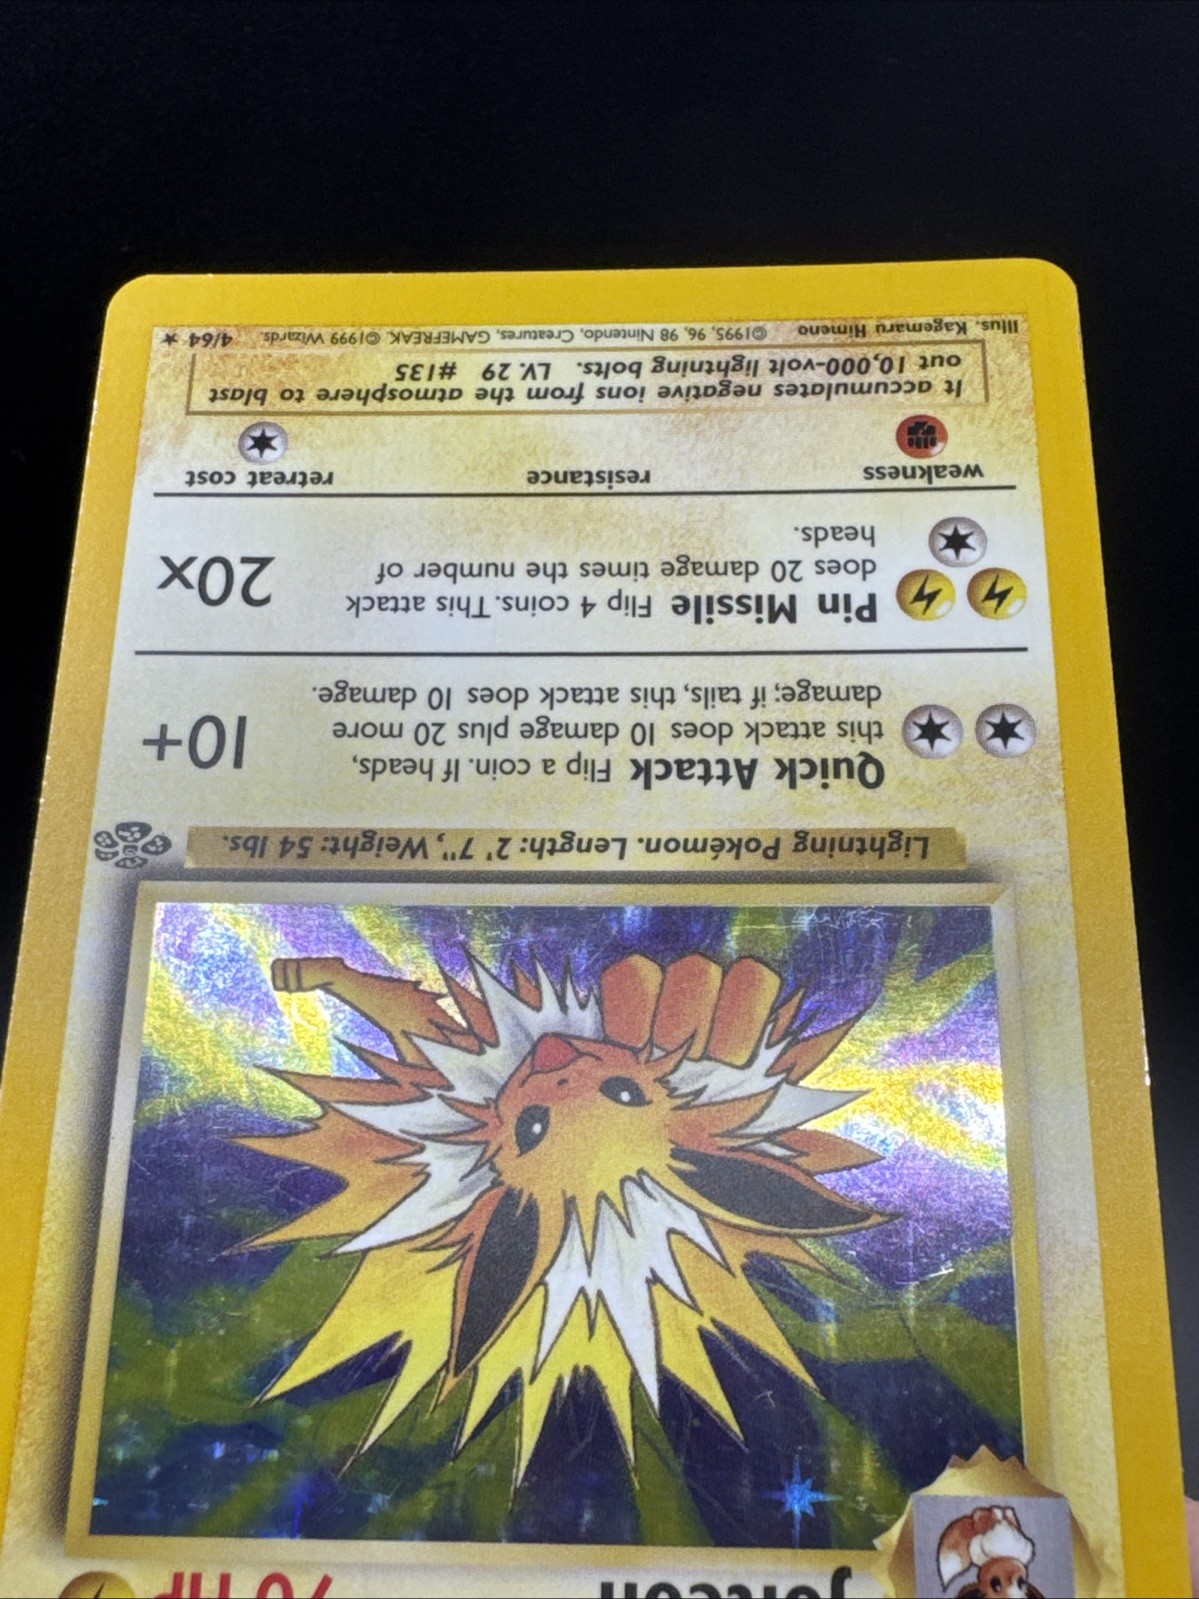 Jolteon 70 HP
Lightning Pokémon. Length: 2' 7", Weight: 54 lbs.
Quick Attack Flip a coin. If heads,
this attack does 10 damage plus 20 more
damage; if tails, this attack does 10 damage.
10+
Pin Missile Flip 4 coins. This attack
does 20 damage times the number of
heads.
20x
weakness resistance retreat cost
It accumulates negative ions from the atmosphere to blast
out 10,000-volt lightning bolts. LV. 29 #135
Illus. Kagemaru Himeno ©1995, 96, 98 Nintendo, Creatures, GAMEFREAK. ©1999 Wizards. 4/64 ★